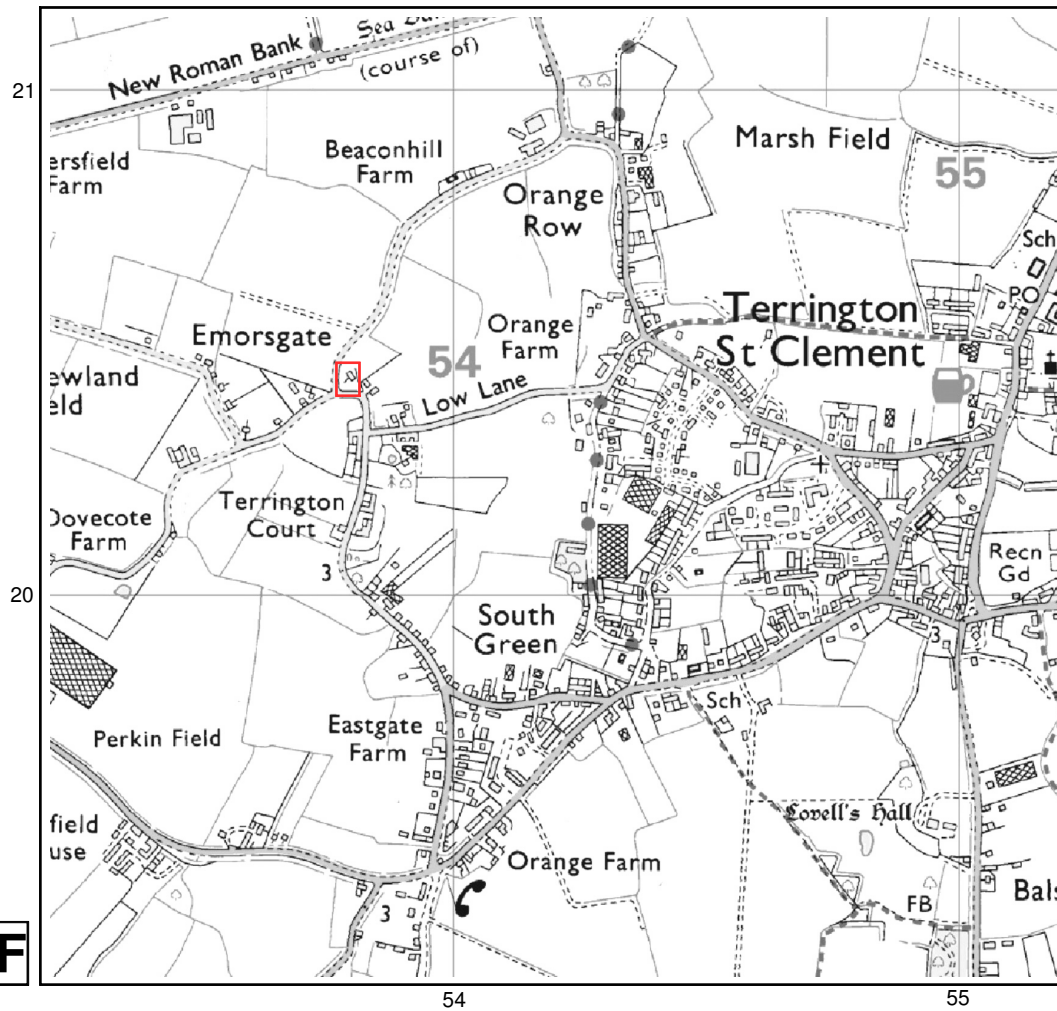 Sea
New Roman Bank
(course of)
21
Marsh Field
Beaconhill
Farm
ersfield
Farm
55
Orange
Row
Sch
PO
Terrington
St Clement
Emorsgate
Orange
Farm
54
ewland
eld
Low Lane
Terrington
Court
Dovecote
Farm
3
Recn
Gd
20
South
Green
3
Sch
Eastgate
Farm
Perkin Field
Lovell's Hall
field
use
Orange Farm
3
FB
Bals
F
54
55